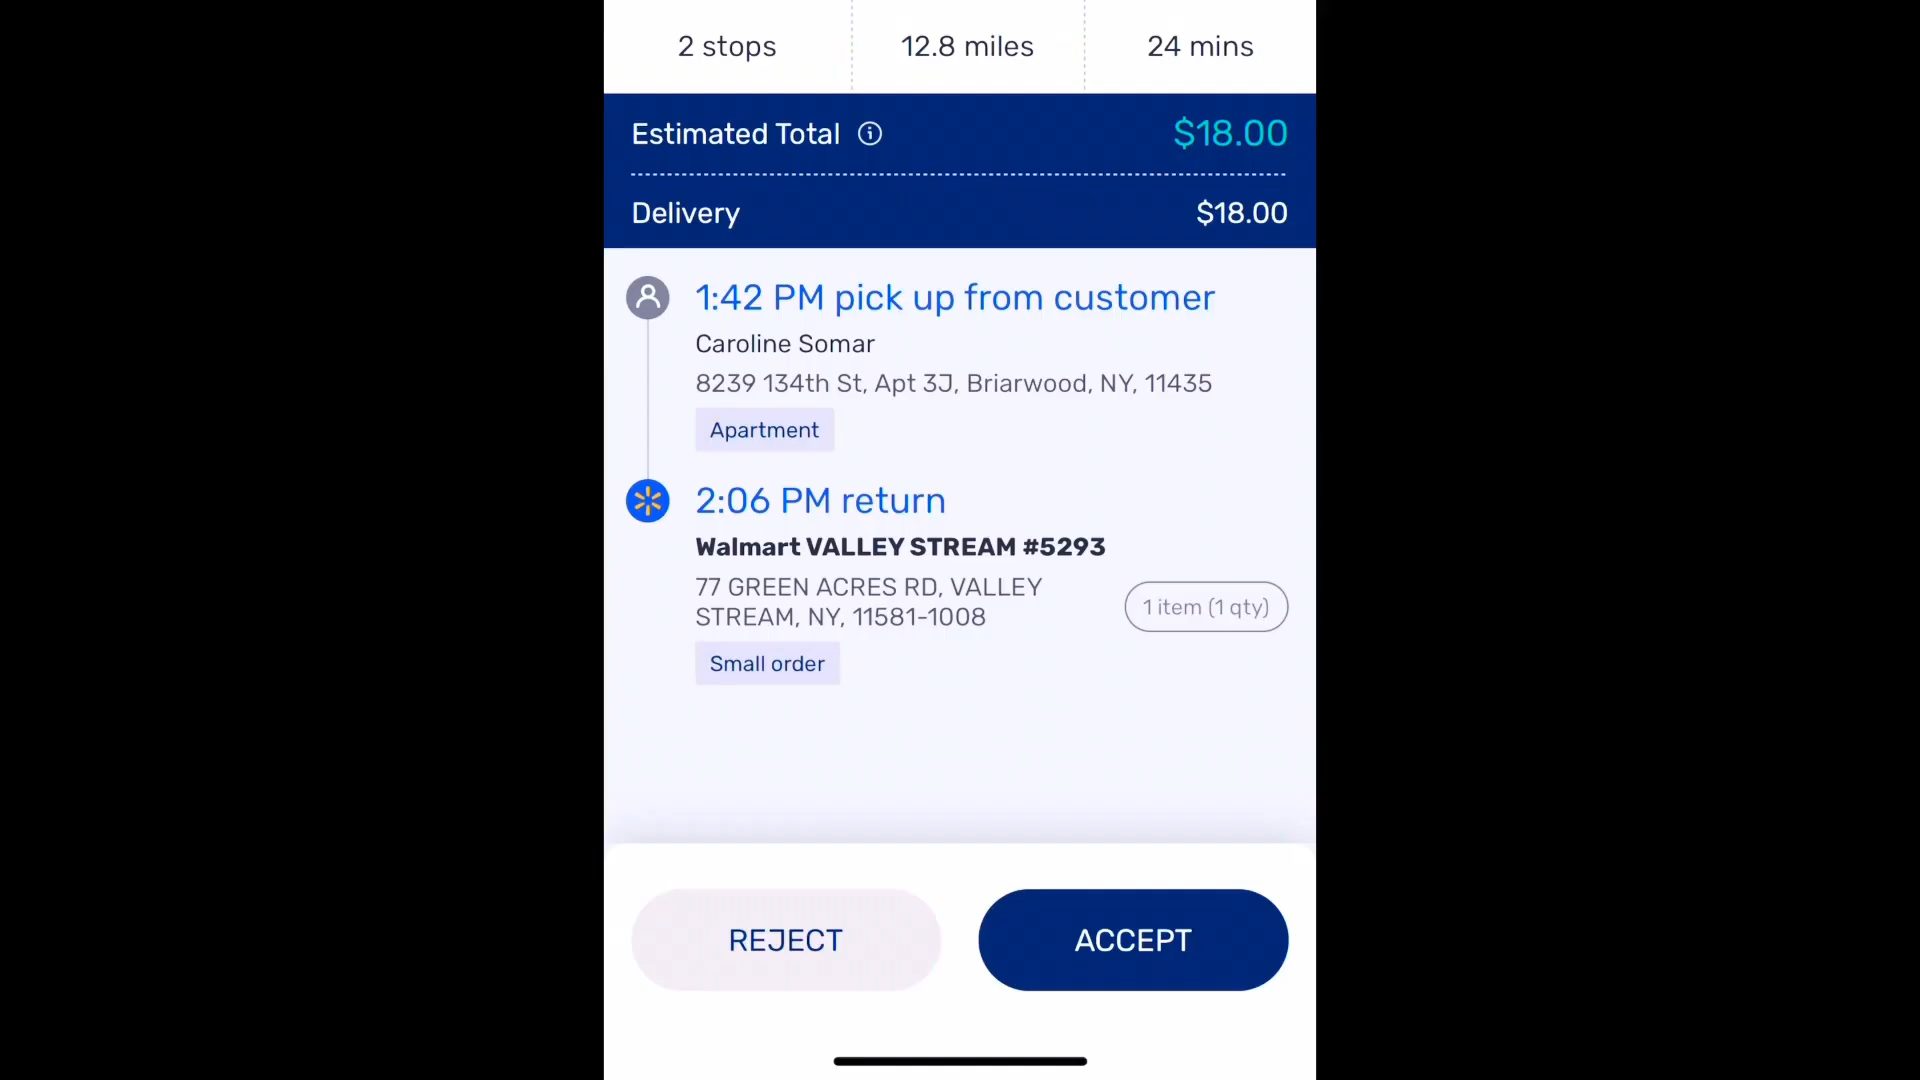 2 stops
12.8 miles
24 mins
Estimated Total
$18.00
Delivery
$18.00
1:42 PM pick up from customer
Caroline Somar
8239 134th St, Apt 3J, Briarwood, NY, 11435
Apartment
2:06 PM return
Walmart VALLEY STREAM #5293
77 GREEN ACRES RD, VALLEY
STREAM, NY, 11581-1008
1 item (1 qty)
Small order
REJECT
ACCEPT